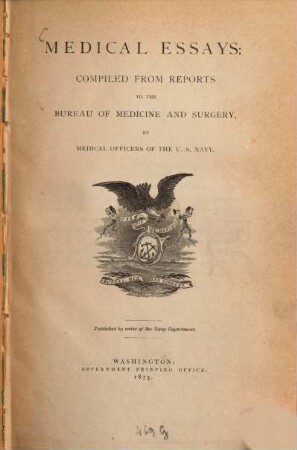 MEDICAL ESSAYS:
COMPILED FROM REPORTS
TO THE
BUREAU OF MEDICINE AND SURGERY,
BY
MEDICAL OFFICERS OF THE U. S. NAVY.
Published by order of the Navy Department.
WASHINGTON:
GOVERNMENT PRINTING OFFICE,
1873.
469 G